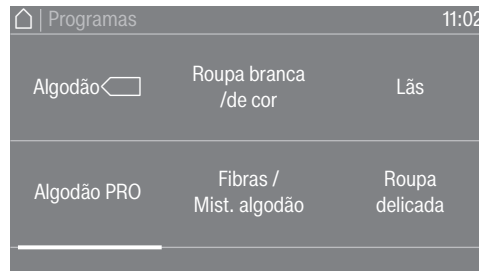 | Programas
11:02
Algodão
Roupa branca
/de cor
Lãs
Algodão PRO
Fibras /
Mist. algodão
Roupa
delicada